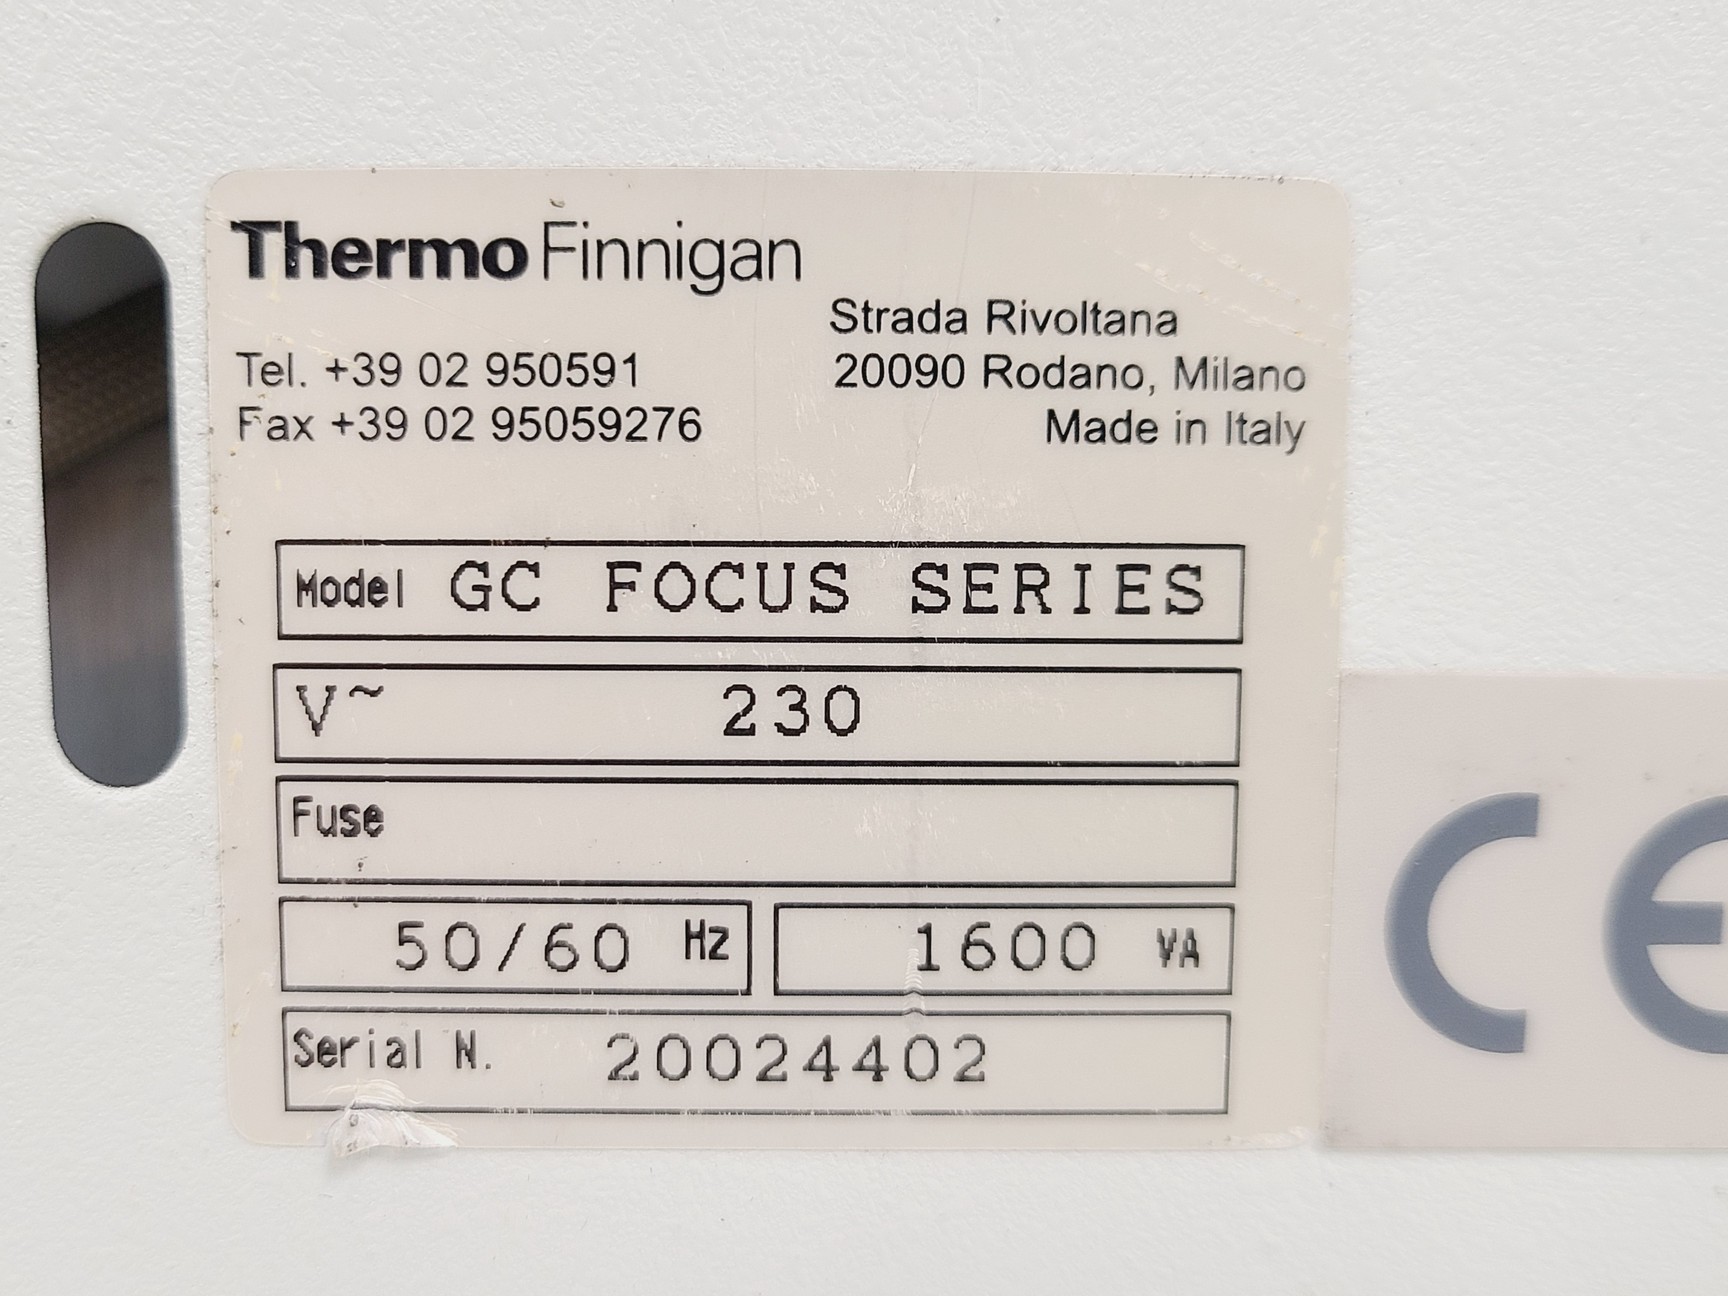 Thermo Finnigan
Strada Rivoltana
Tel. +39 02 950591 20090 Rodano, Milano
Fax +39 02 95059276 Made in Italy
Model GC FOCUS SERIES
V~ 230
Fuse
50/60 Hz 1600 VA
Serial N. 20024402
CE